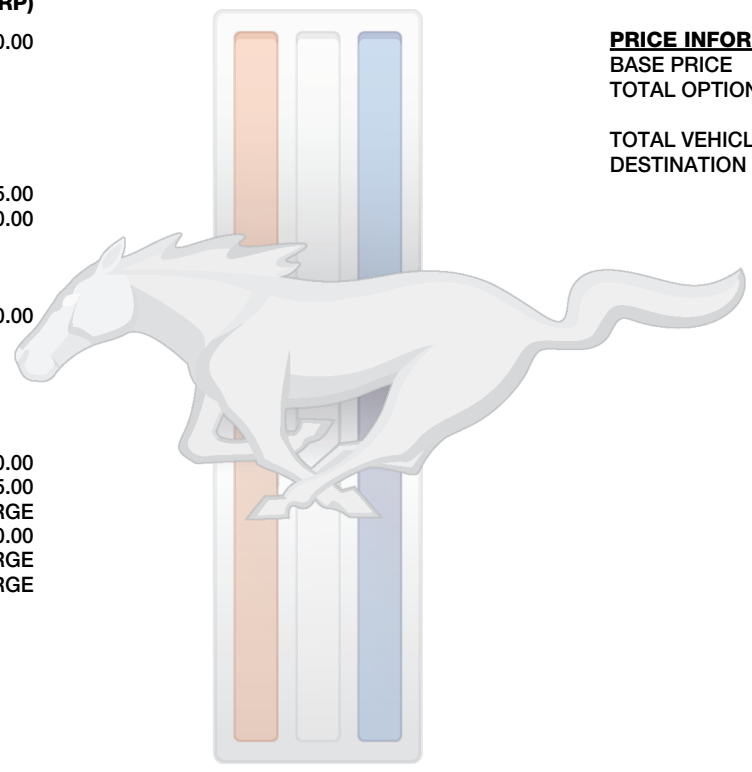 RP)
0.00
5.00
0.00
0.00
0.00
5.00
RGE
0.00
RGE
RGE
PRICE INFOR
BASE PRICE
TOTAL OPTION
TOTAL VEHICL
DESTINATION